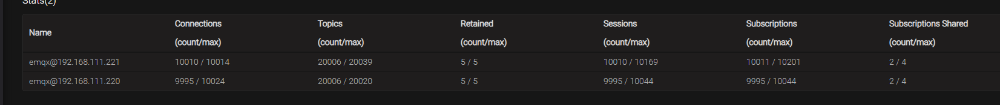 Stats(2)
Name Connections (count/max) Topics (count/max) Retained (count/max) Sessions (count/max) Subscriptions (count/max) Subscriptions Shared (count/max)
emqx@192.168.111.221 10010 / 10014 20006 / 20039 5 / 5 10010 / 10169 10011 / 10201 2 / 4
emqx@192.168.111.220 9995 / 10024 20006 / 20020 5 / 5 9995 / 10044 9995 / 10044 2 / 4